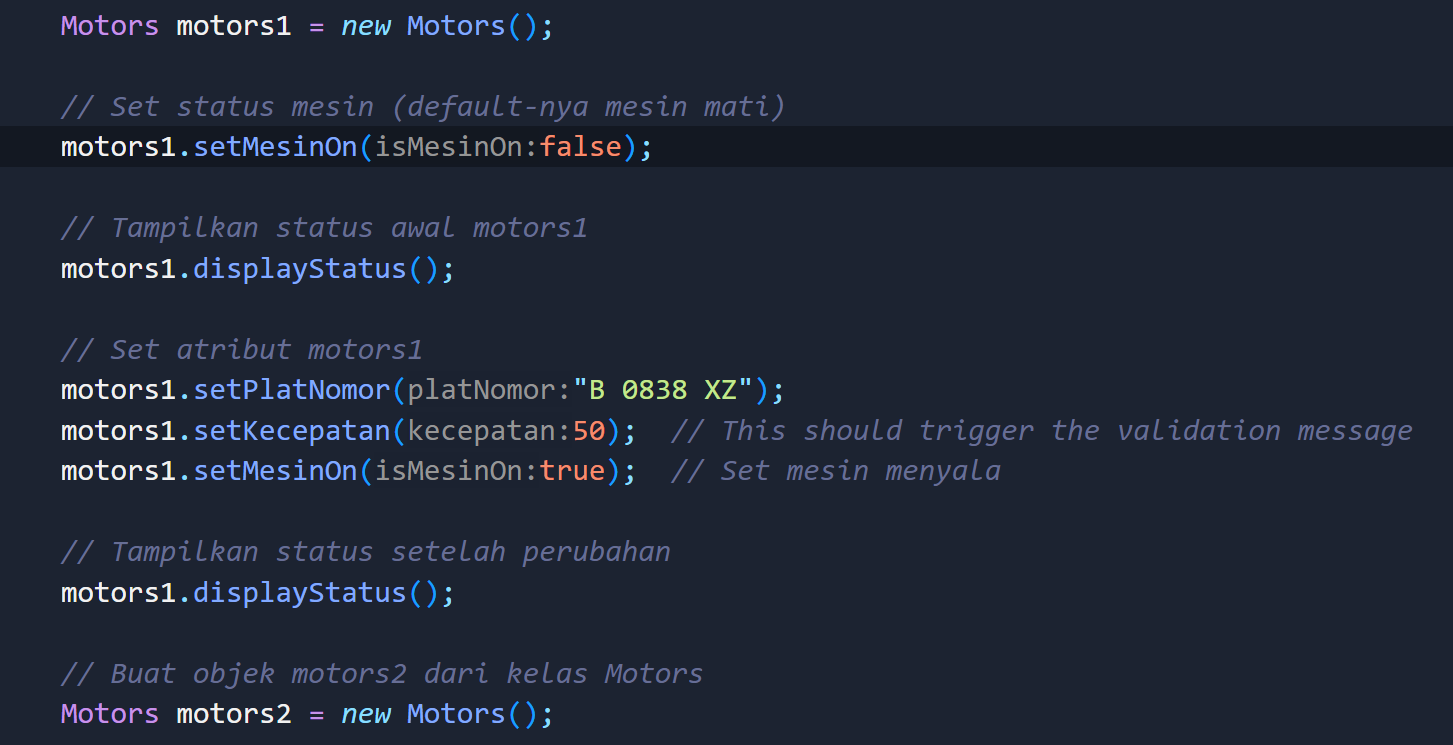 Motors motors1 = new Motors();
// Set status mesin (default-nya mesin mati)
motors1.setMesinOn(isMesinOn:false);
// Tampilkan status awal motors1
motors1.displayStatus();
// Set atribut motors1
motors1.setPlatNomor(platNomor:"B 0838 XZ");
motors1.setKecepatan(kecepatan:50);  // This should trigger the validation message
motors1.setMesinOn(isMesinOn:true);  // Set mesin menyala
// Tampilkan status setelah perubahan
motors1.displayStatus();
// Buat objek motors2 dari kelas Motors
Motors motors2 = new Motors();